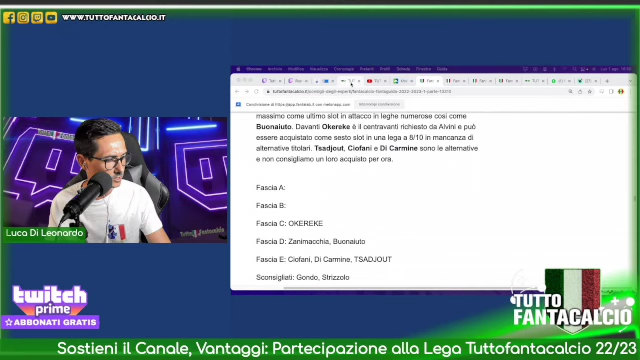 WWW.TUTTOFANTACALCIO.IT
massimo come ultimo slot in attacco in leghe numerose così come
Buonaiuto. Davanti Okereke è il centravanti richiesto da Alvini e può
essere acquistato come sesto slot in una lega a 8/10 in mancanza di
alternative titolari. Tsadjout, Ciofani e Di Carmine sono le alternative
e non consigliamo un loro acquisto per ora.
Fascia A:
Fascia B:
Fascia C: OKEREKE
Fascia D: Zanimacchia, Buonaiuto
Fascia E: Ciofani, Di Carmine, TSADJOUT
Sconsigliati: Gondo, Strizzolo
Luca Di Leonardo
twitch
prime
ABBONATI GRATIS
TUTTO
FANTACALCIO
Sostieni il Canale, Vantaggi: Partecipazione alla Lega Tuttofantacalcio 22/23